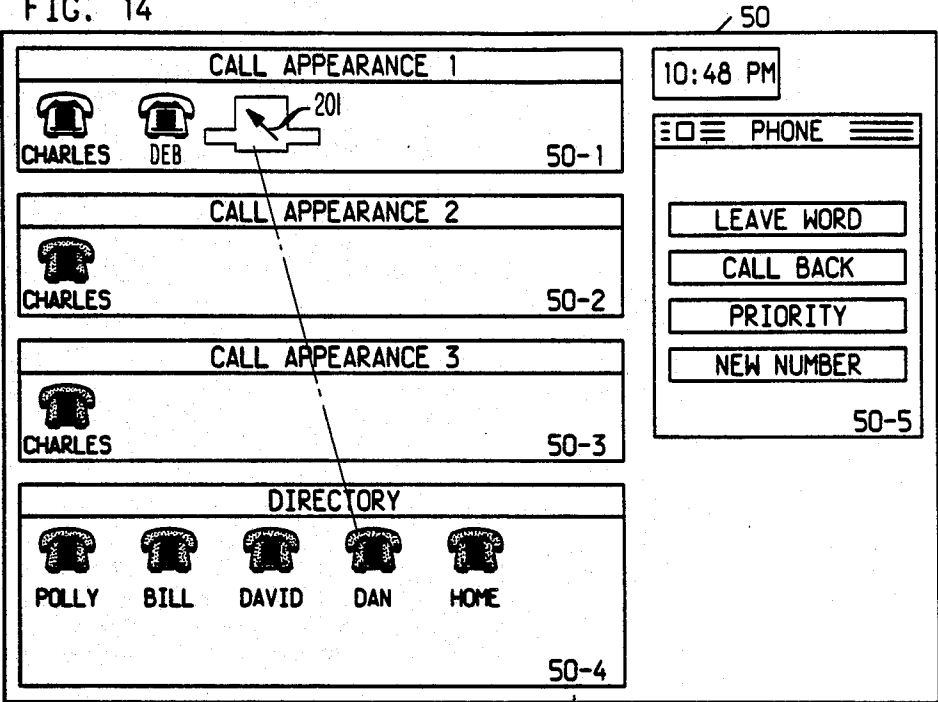 FIG. 14
50
CALL APPEARANCE 1
201
CHARLES DEB
50-1
CALL APPEARANCE 2
CHARLES
50-2
CALL APPEARANCE 3
CHARLES
50-3
DIRECTORY
POLLY BILL DAVID DAN HOME
50-4
10:48 PM
PHONE
LEAVE WORD
CALL BACK
PRIORITY
NEW NUMBER
50-5